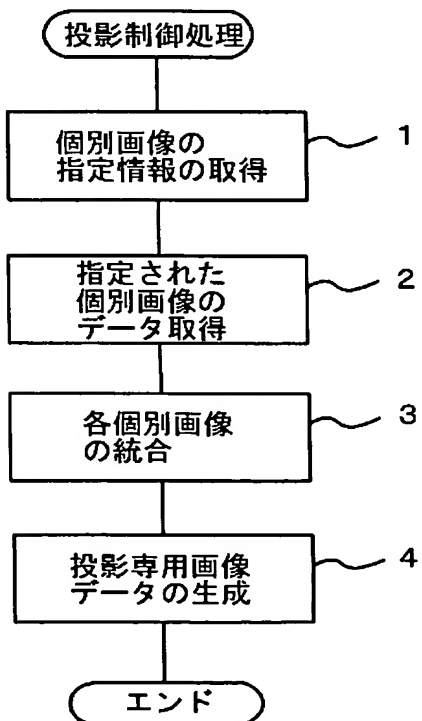 投影制御処理
個別画像の
指定情報の取得
1
指定された
個別画像の
データ取得
2
各個別画像
の統合
3
投影専用画像
データの生成
4
エンド